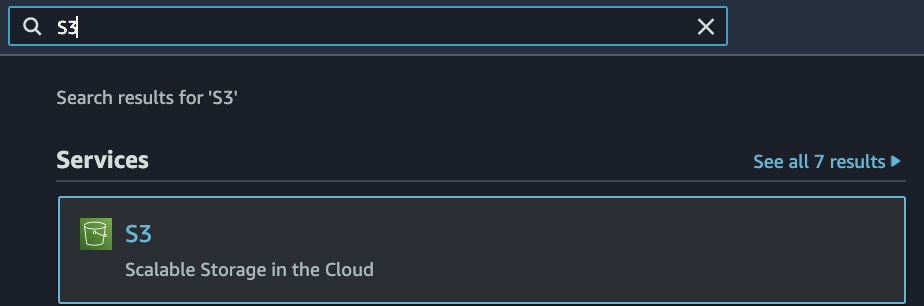 S3
Search results for 'S3'
Services
See all 7 results
S3
Scalable Storage in the Cloud